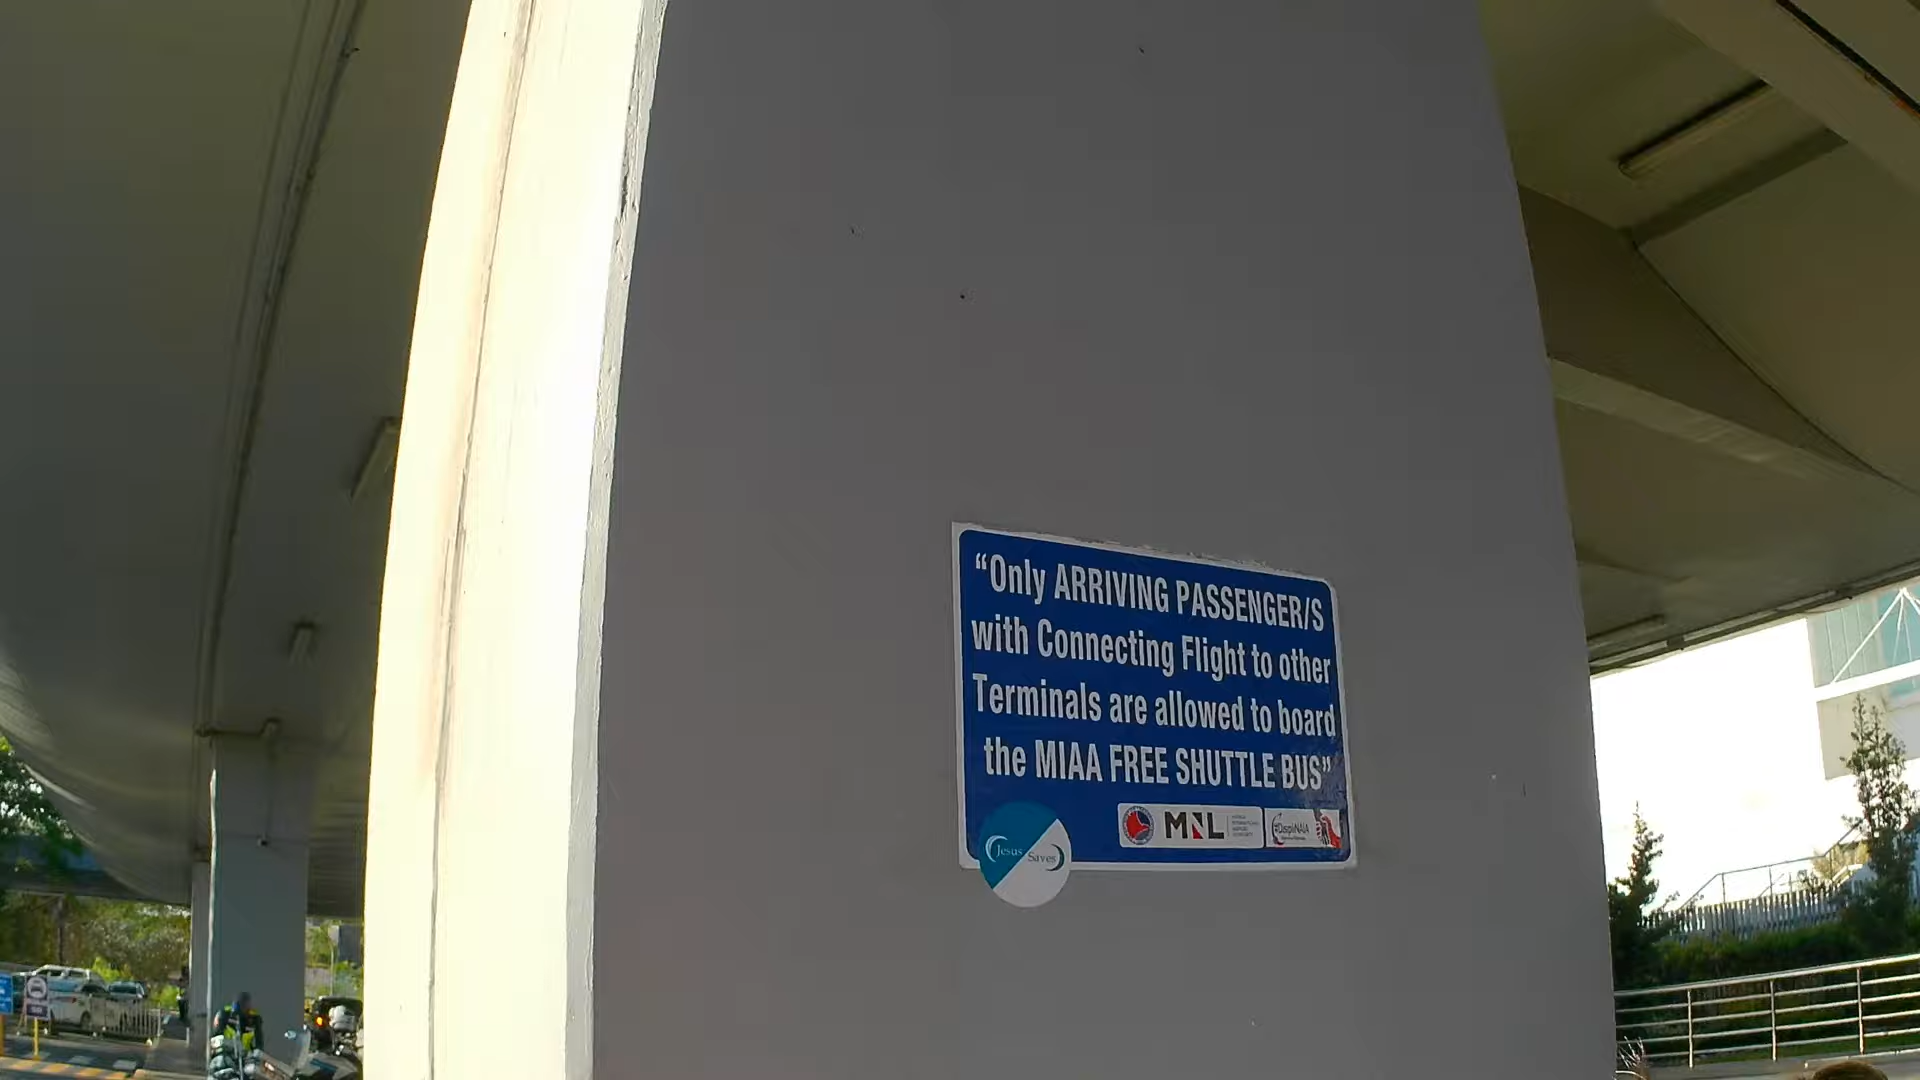 “Only ARRIVING PASSENGER/S
with Connecting Flight to other
Terminals are allowed to board
the MIAA FREE SHUTTLE BUS”
MNL
#DispiNAIA
Jesus Saves